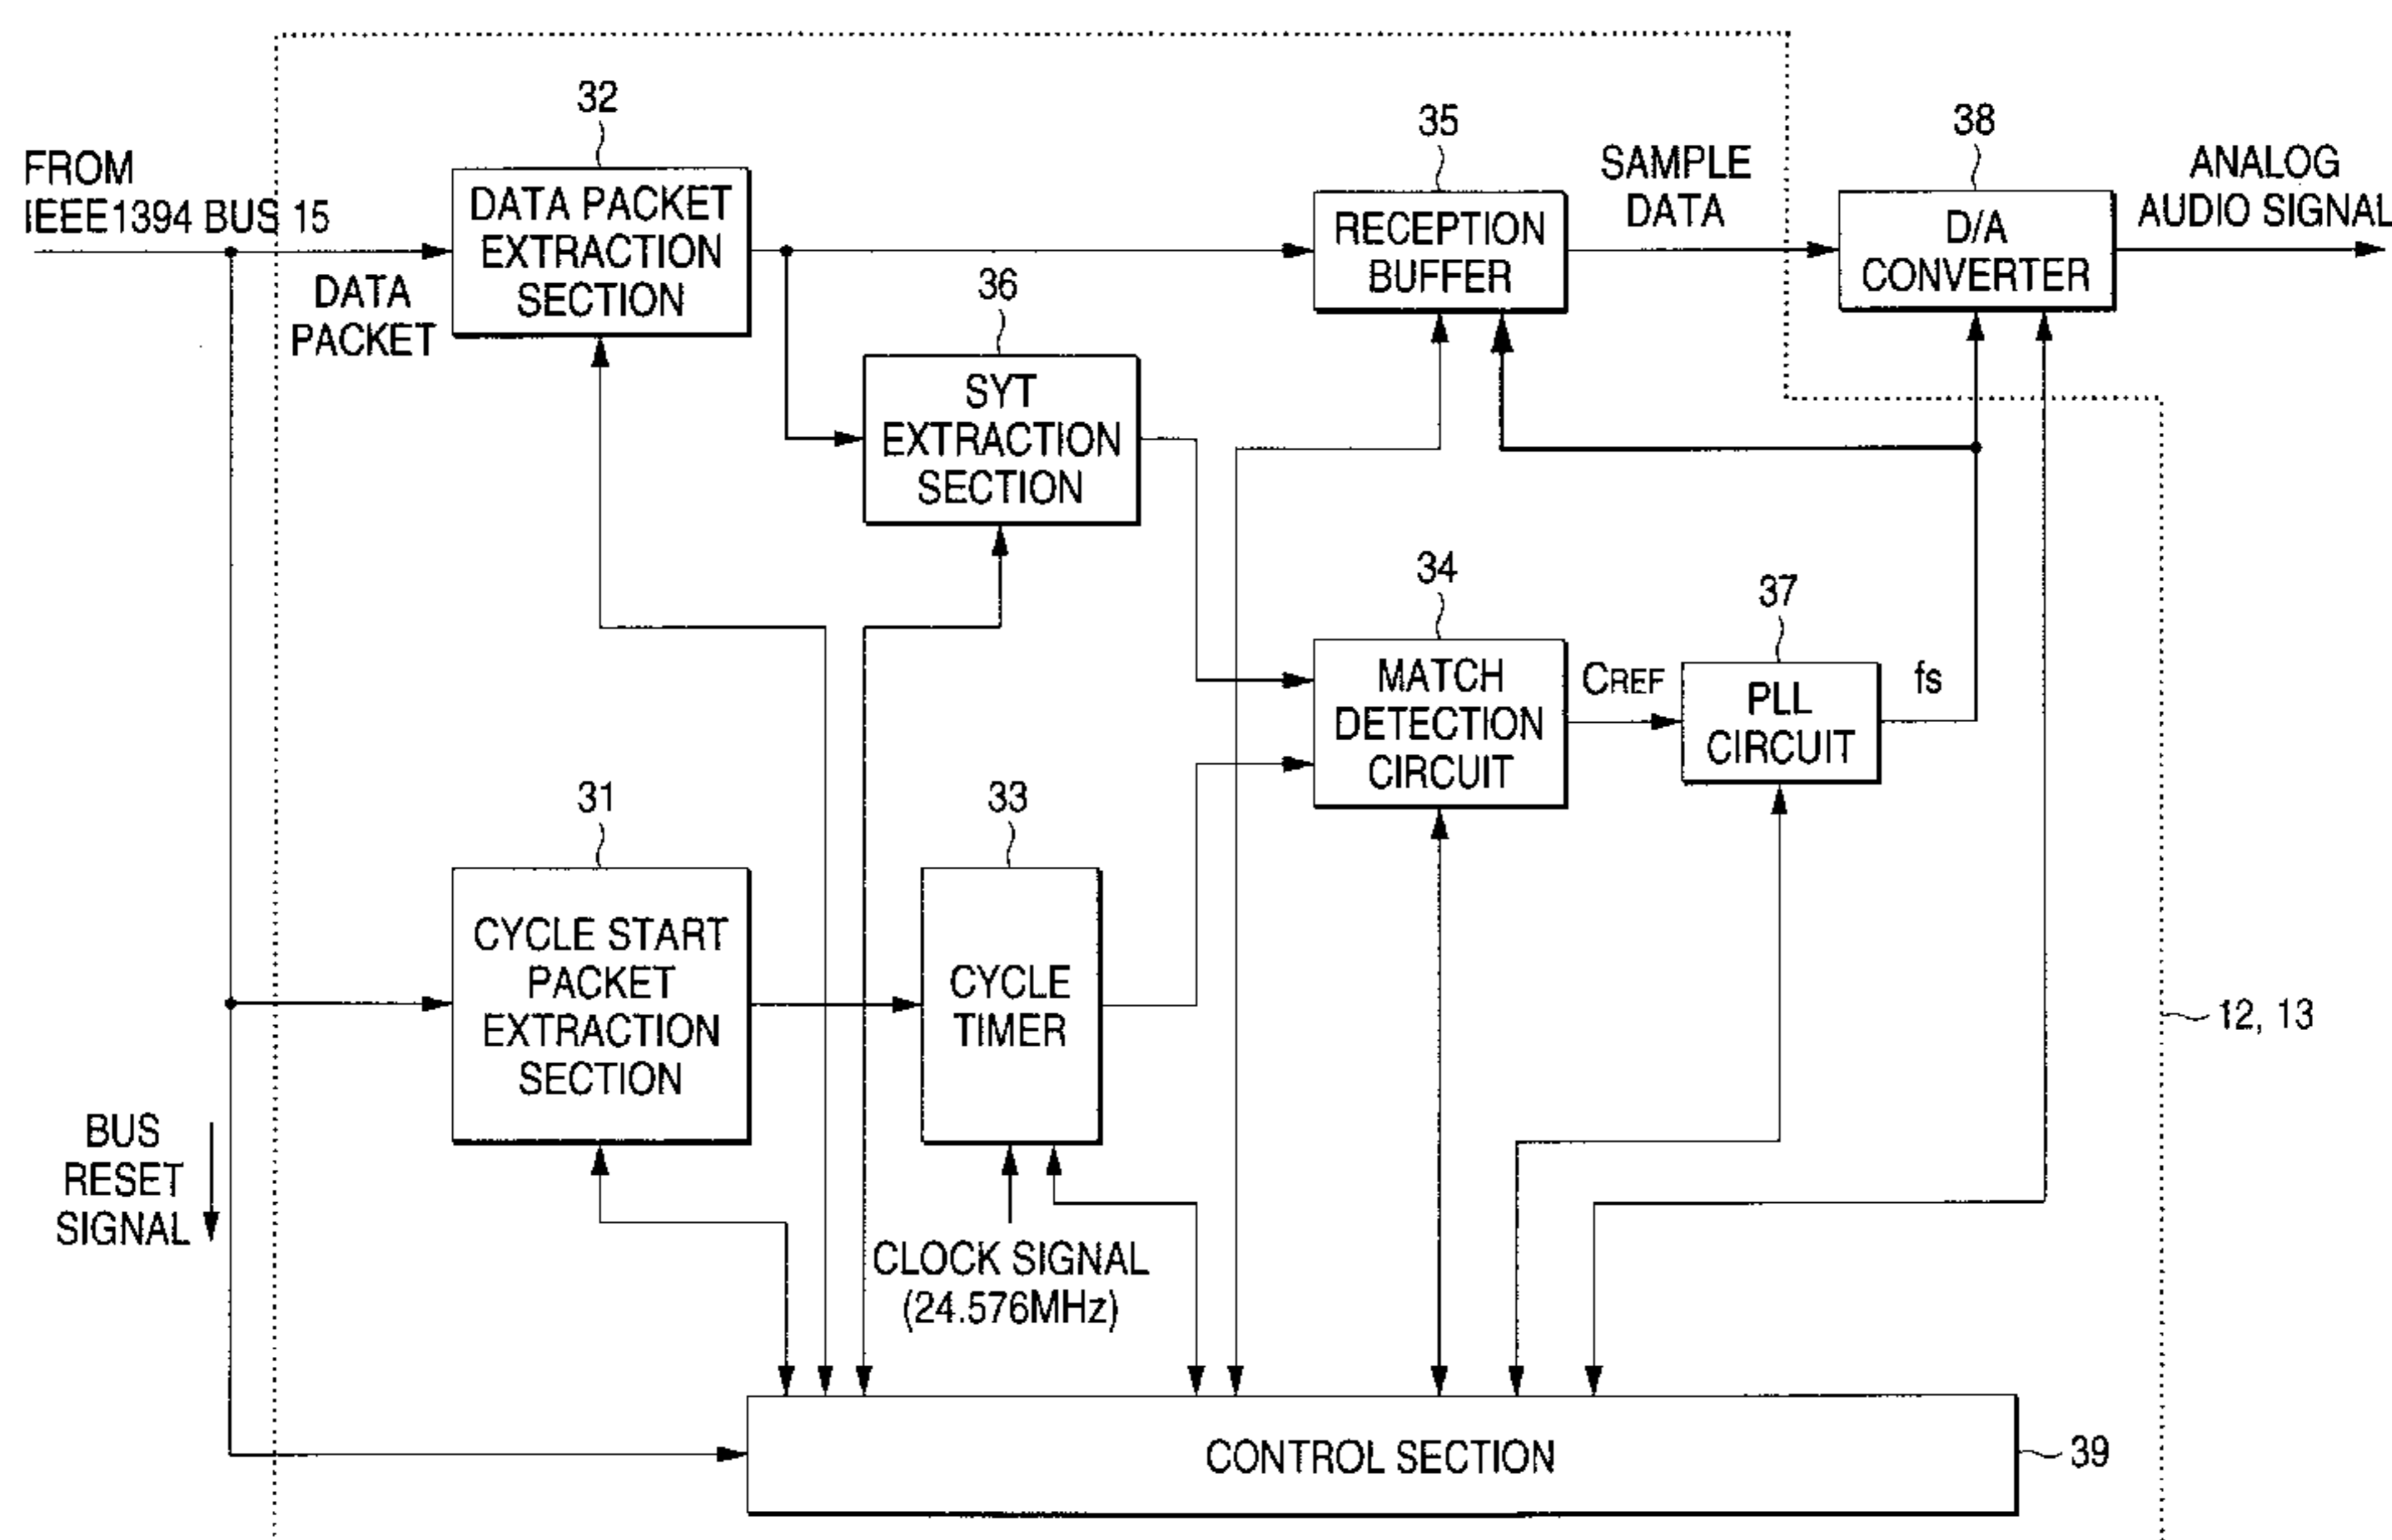 32
35
38
FROM
IEEE1394 BUS 15
DATA PACKET
EXTRACTION
SECTION
RECEPTION
BUFFER
SAMPLE
DATA
D/A
CONVERTER
ANALOG
AUDIO SIGNAL
DATA
PACKET
36
SYT
EXTRACTION
SECTION
34
37
MATCH
DETECTION
CIRCUIT
CREF
PLL
CIRCUIT
fs
31
33
CYCLE START
PACKET
EXTRACTION
SECTION
CYCLE
TIMER
12, 13
BUS
RESET
SIGNAL
CLOCK SIGNAL
(24.576MHz)
CONTROL SECTION
39